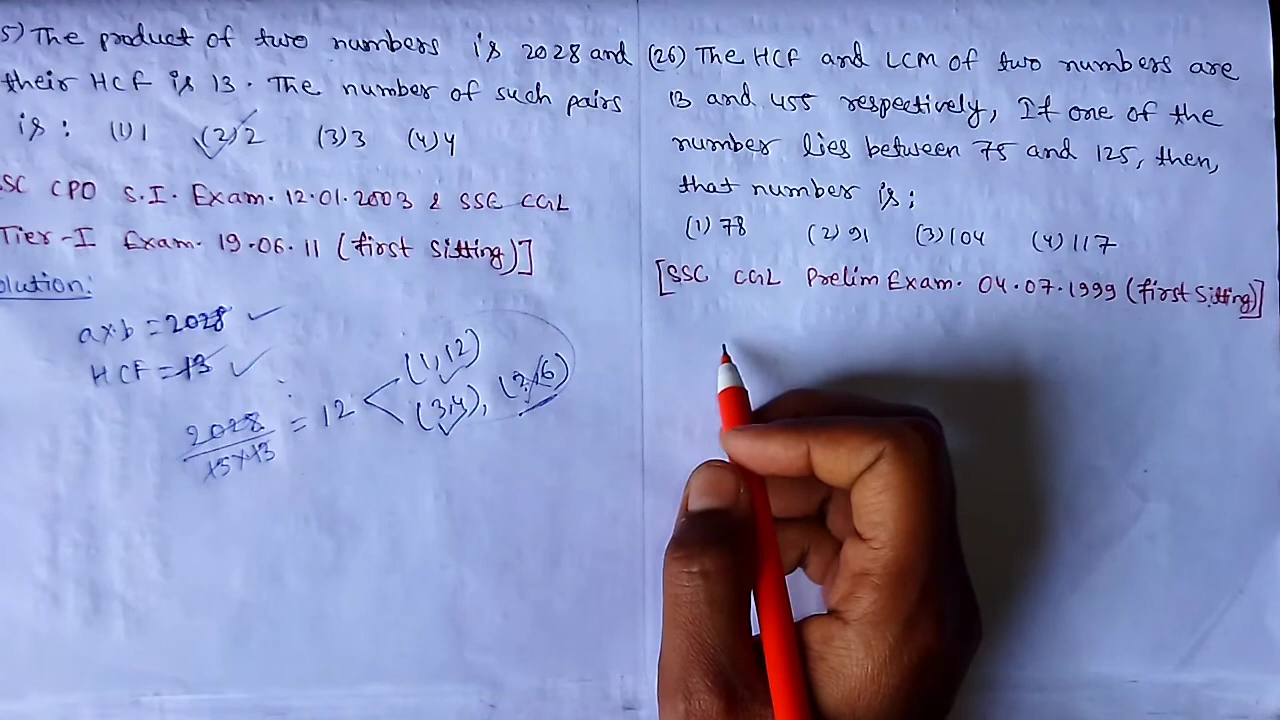 5) The product of two numbers is 2028 and
their HCF is 13. The number of such pairs
is: (1) 1 (2) 2 (3) 3 (4) 4
SC CPO S.I. Exam. 12.01.2003 & SSC CGL
Tier-I Exam. 19.06.11 (first Sitting)]
olution:
a×b = 2028
HCF = 13
2028
13×13
= 12
(1,12)
(3,4), (2,6)
(26) The HCF and LCM of two numbers are
13 and 455 respectively, If one of the
number lies between 75 and 125, then,
that number is:
(1) 78 (2) 91 (3) 104 (4) 117
[SSC CGL Prelim Exam. 04.07.1999 (first Sitting)]